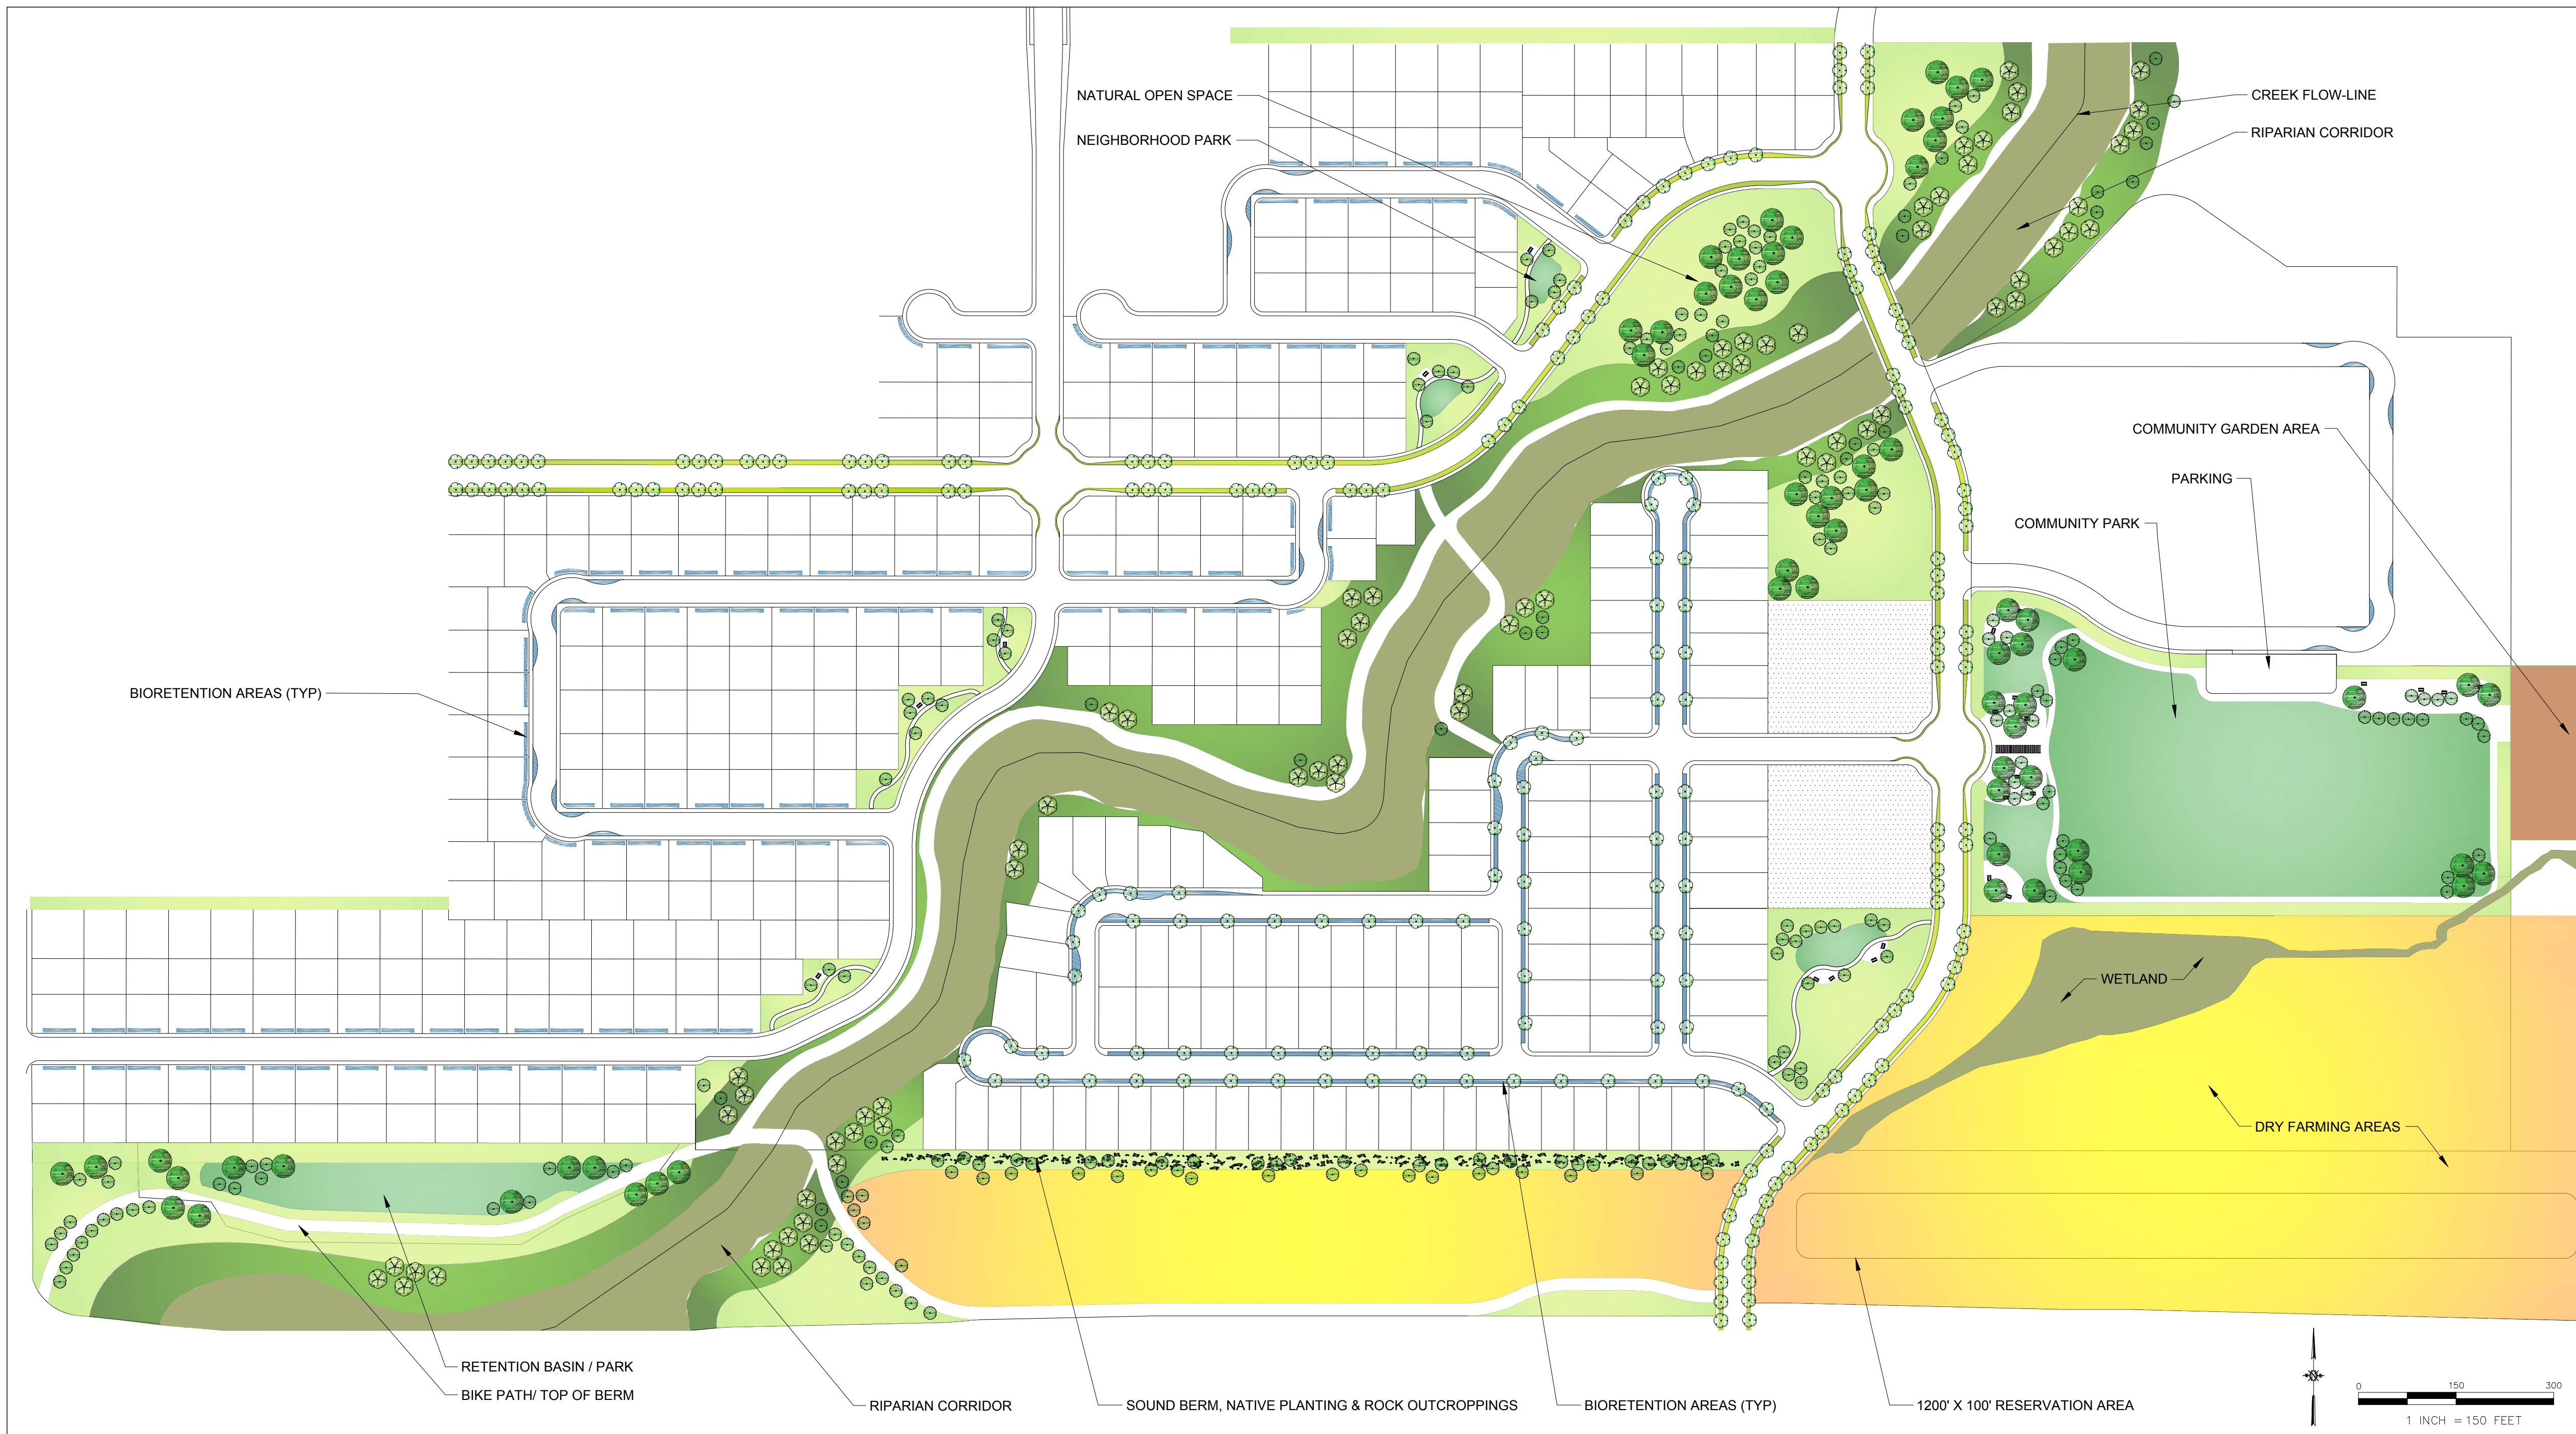 NATURAL OPEN SPACE
CREEK FLOW-LINE
RIPARIAN CORRIDOR
NEIGHBORHOOD PARK
COMMUNITY GARDEN AREA
PARKING
COMMUNITY PARK
BIORETENTION AREAS (TYP)
WETLAND
DRY FARMING AREAS
RETENTION BASIN / PARK
BIKE PATH/ TOP OF BERM
RIPARIAN CORRIDOR
SOUND BERM, NATIVE PLANTING & ROCK OUTCROPPINGS
BIORETENTION AREAS (TYP)
1200' X 100' RESERVATION AREA
0 150 300
1 INCH = 150 FEET